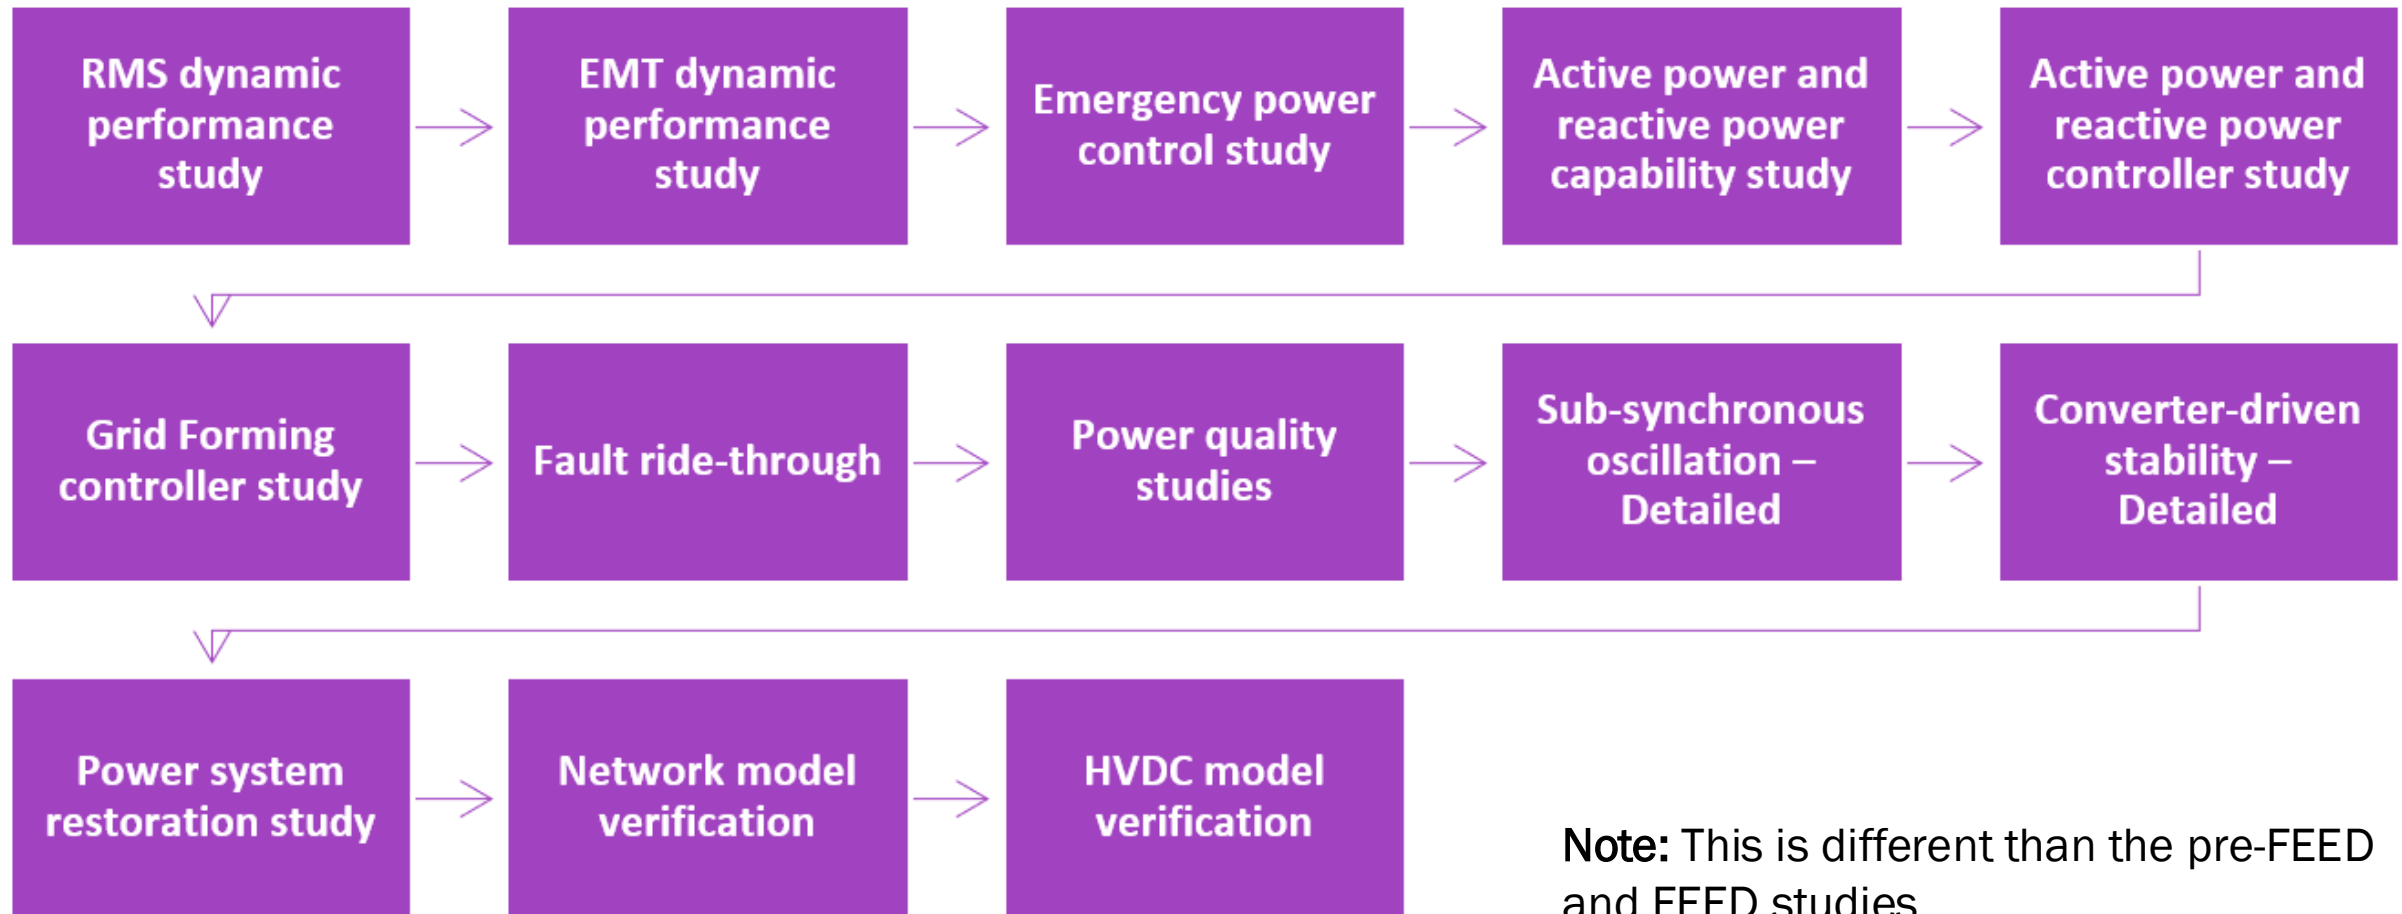 RMS dynamic
performance
study
EMT dynamic
performance
study
Emergency power
control study
Active power and
reactive power
capability study
Active power and
reactive power
controller study
Grid Forming
controller study
Fault ride-through
Power quality
studies
Sub-synchronous
oscillation –
Detailed
Converter-driven
stability –
Detailed
Power system
restoration study
Network model
verification
HVDC model
verification
Note: This is different than the pre-FEED
and FEED studies